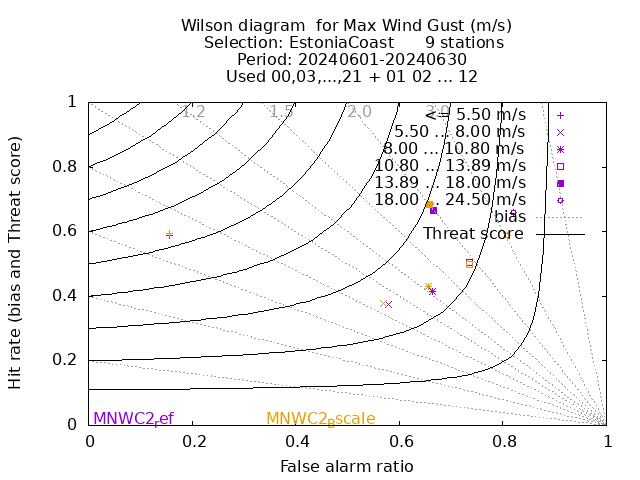 Wilson diagram  for Max Wind Gust (m/s)
Selection: EstoniaCoast      9 stations
Period: 20240601-20240630
Used 00,03,...,21 + 01 02 ... 12
1.2 1.5 2.0 3.0
<= 5.50 m/s
5.50 ... 8.00 m/s
8.00 ... 10.80 m/s
10.80 ... 13.89 m/s
13.89 ... 18.00 m/s
18.00 ... 24.50 m/s
bias
Threat score
Hit rate (bias and Threat score)
1
0.8
0.6
0.4
0.2
0
MNWC2ref MNWC2Bscale
0 0.2 0.4 0.6 0.8 1
False alarm ratio